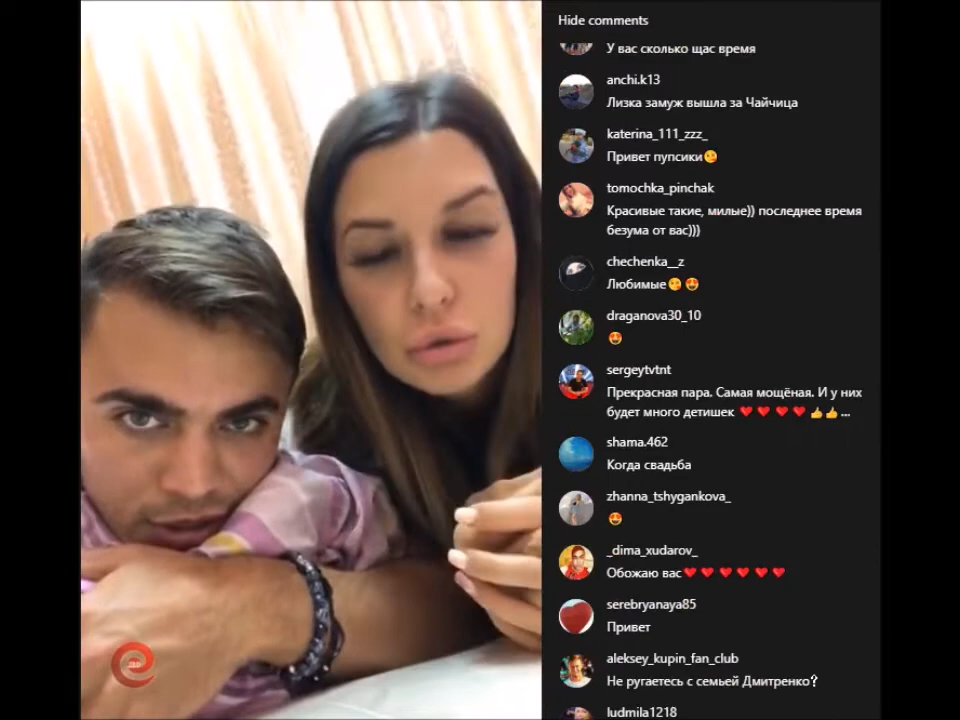 Hide comments
У вас сколько щас время
anchi.k13
Лизка замуж вышла за Чайчица
katerina_111_zzz_
Привет пупсики😘
tomochka_pinchak
Красивые такие, милые)) последнее время
безума от вас)))
chechenka__z
Любимые😘😍
draganova30_10
😍
sergeytvtnt
Прекрасная пара. Самая мощёная. И у них
будет много детишек ❤❤❤❤👍👍...
shama.462
Когда свадьба
zhanna_tshygankova_
😍
_dima_xudarov_
Обожаю вас❤❤❤❤❤❤
serebryanaya85
Привет
aleksey_kupin_fan_club
Не ругаетесь с семьей Дмитренко?
ludmila1218